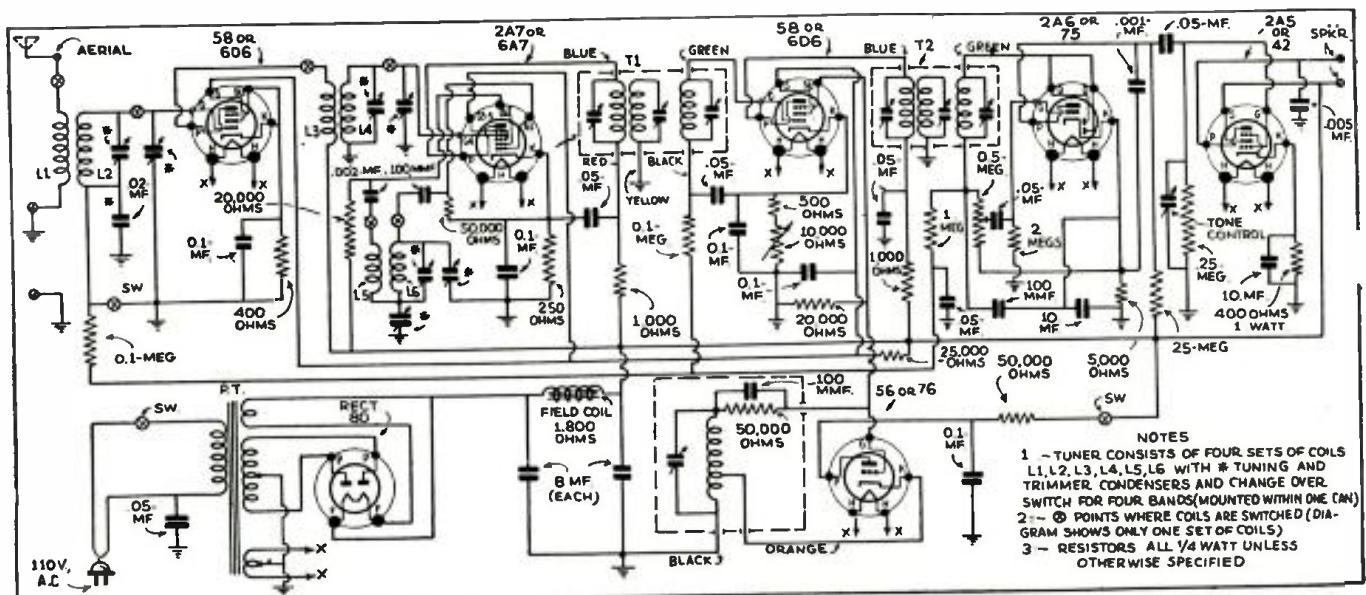 AERIAL
58 OR
6D6
2A7 OR
6A7
BLUE
T1
GREEN
58 OR
6D6
BLUE
T2
GREEN
2A6 OR
75
.001-
MF.
.05-MF.
2A5
OR
42
SPKR.
L1
L2
.02-
MF
20,000
OHMS
0.1-
MF.
SW
400
OHMS
0.1-MEG
L3
L4
.002-MF.
.100MMF.
50,000
OHMS
L5
L6
0.1-
MF
250
OHMS
RED
.05-
MF
YELLOW
BLACK
0.1-
MEG
1,000
OHMS
.05-
MF
0.1-
MF
500
OHMS
10,000
OHMS
0.1-
MF
20,000
OHMS
.05-
MF
1,000
OHMS
25,000
OHMS
1
MEG
0.5-
MEG
.05-
MF.
2
MEGS
.05
MF
100
MMF
10
MF
5,000
OHMS
.25-MEG
TONE
CONTROL
.25-
MEG
10. MF.
400 OHMS
1 WATT
.005
MF.
P.T.
SW
RECT
80
.05-
MF
110V,
A.C
X
X
FIELD COIL
1,800
OHMS
8 MF.
(EACH)
.100
MMF.
50,000
OHMS
BLACK
ORANGE
56 OR 76
0.1-
MF
50,000
OHMS
SW
NOTES
1 - TUNER CONSISTS OF FOUR SETS OF COILS
L1, L2, L3, L4, L5, L6 WITH * TUNING AND
TRIMMER CONDENSERS AND CHANGE OVER
SWITCH FOR FOUR BANDS (MOUNTED WITHIN ONE CAN)
2 - ⊗ POINTS WHERE COILS ARE SWITCHED (DIA-
GRAM SHOWS ONLY ONE SET OF COILS)
3 - RESISTORS ALL 1/4 WATT UNLESS
OTHERWISE SPECIFIED